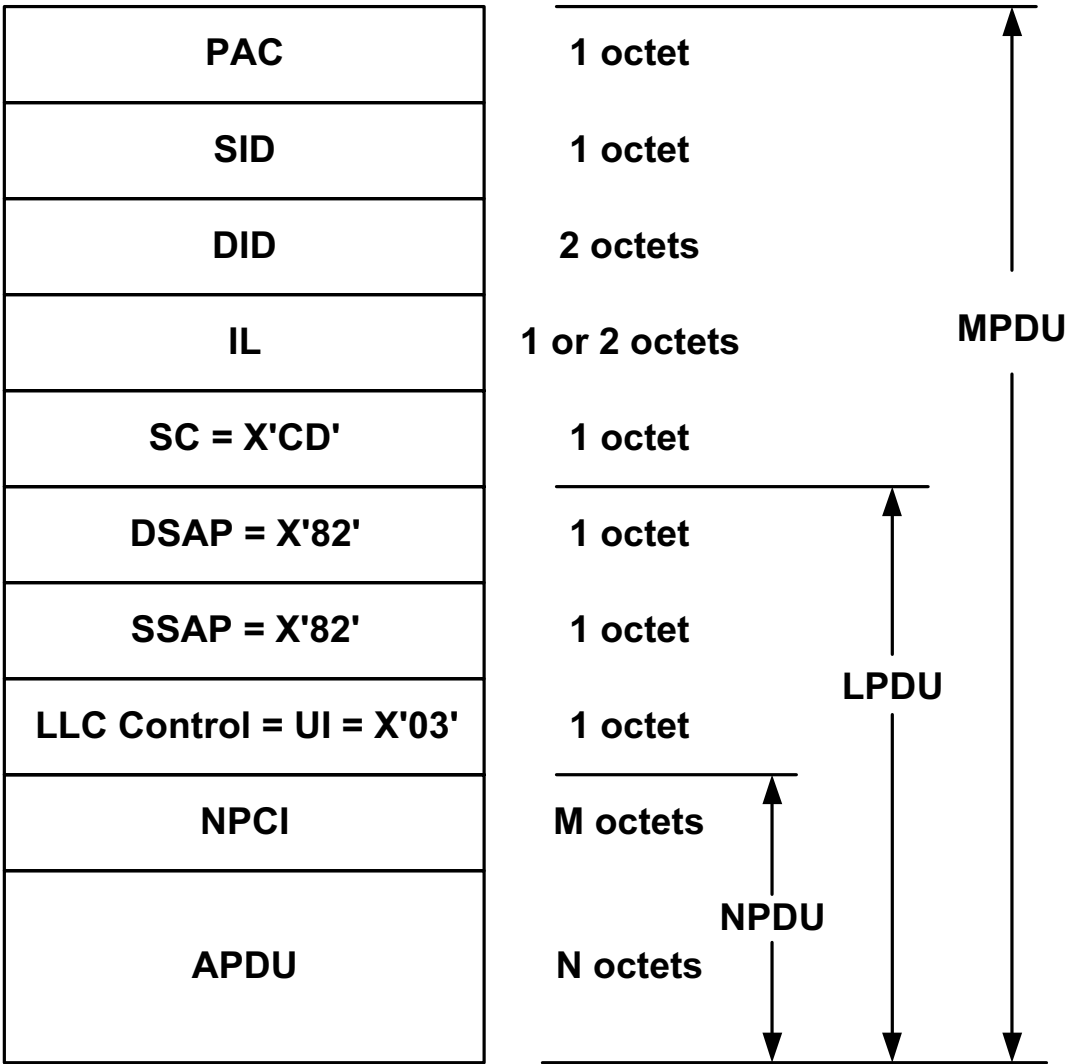 PAC 1 octet
SID 1 octet
DID 2 octets
IL 1 or 2 octets MPDU
SC = X'CD' 1 octet
DSAP = X'82' 1 octet
SSAP = X'82' 1 octet
LPDU
LLC Control = UI = X'03' 1 octet
NPCI M octets
NPDU
APDU N octets